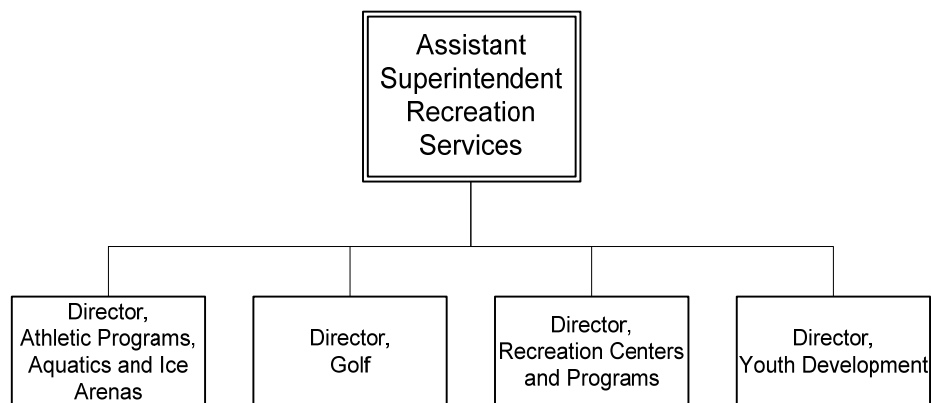 Assistant
Superintendent
Recreation
Services
Director,
Athletic Programs,
Aquatics and Ice
Arenas
Director,
Golf
Director,
Recreation Centers
and Programs
Director,
Youth Development